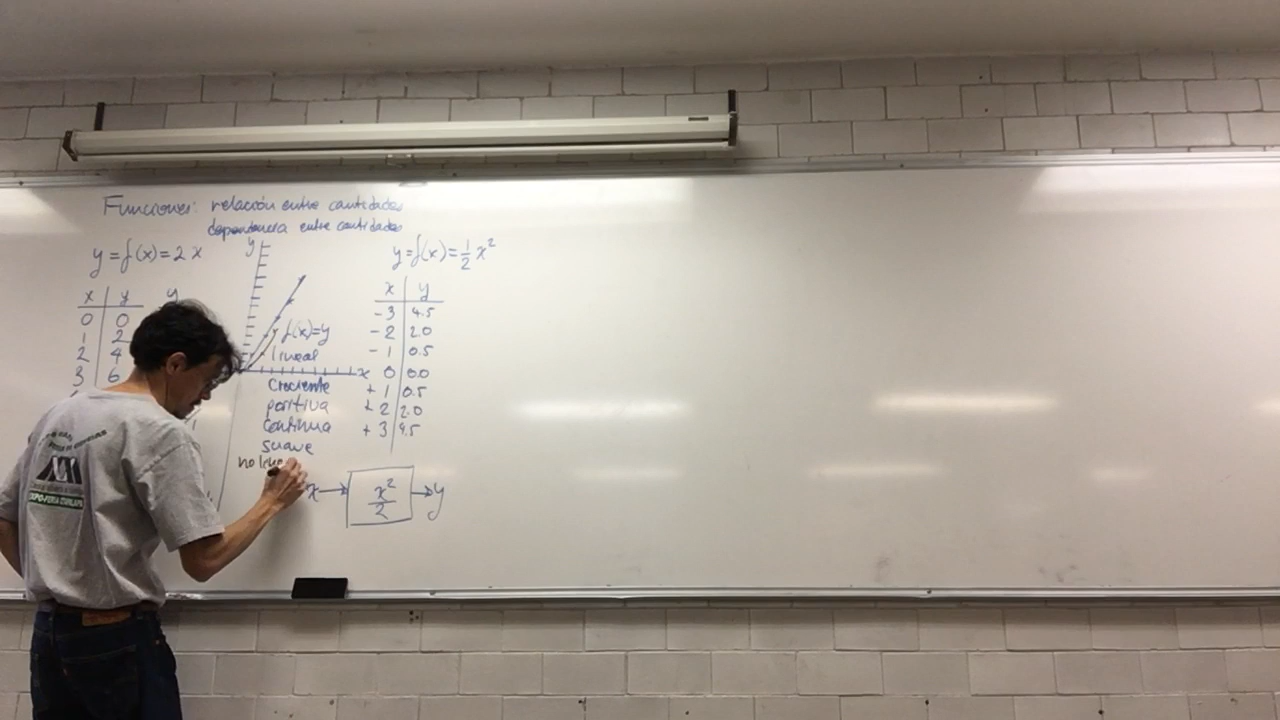 Funciones: relación entre cantidades
dependencia entre cantidades
y = f(x) = 2x
x y
0 0
1 2
2 4
3 6
y
y
f(x)=y
lineal
x
Creciente
positiva
continua
suave
y=f(x)=1/2 x²
x y
-3 4.5
-2 2.0
-1 0.5
0 0.0
+1 0.5
+2 2.0
+3 4.5
x → x²/2 → y
no
EXPO-FERIA